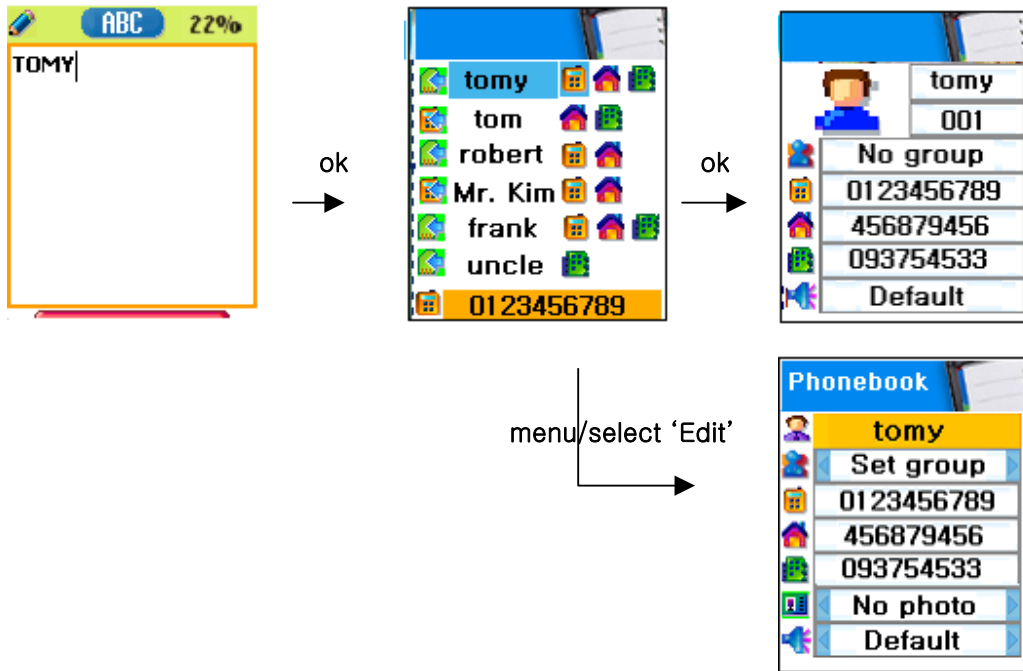 ABC 22%
TOMY
ok
tomy
tom
robert
Mr. Kim
frank
uncle
0123456789
ok
tomy
001
No group
0123456789
456879456
093754533
Default
menu/select ‘Edit’
Phonebook
tomy
Set group
0123456789
456879456
093754533
No photo
Default